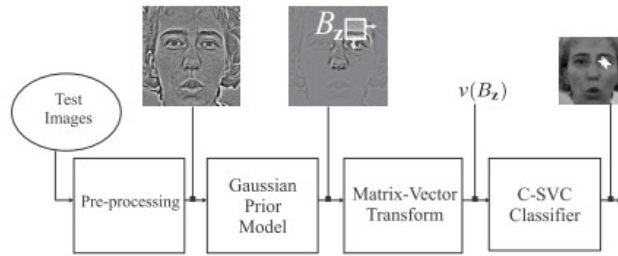 B_z
v(B_z)
Test
Images
Pre-processing
Gaussian
Prior
Model
Matrix-Vector
Transform
C-SVC
Classifier